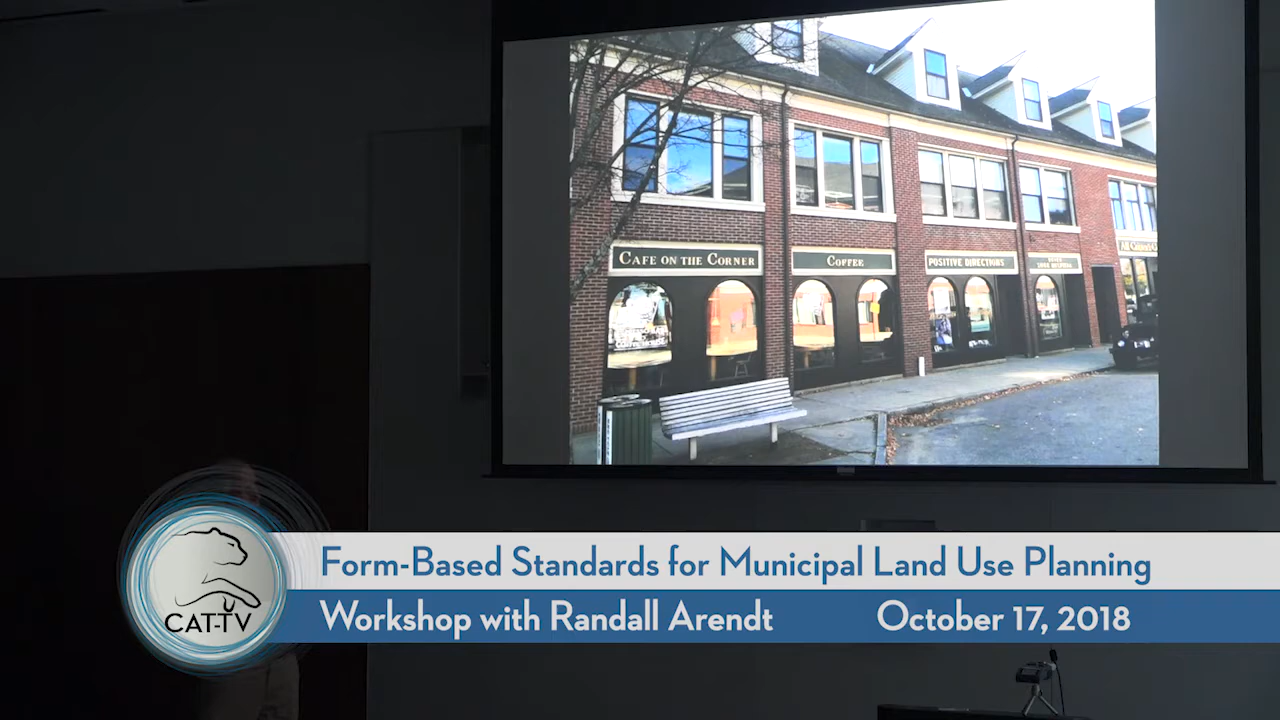 CAFE ON THE CORNER
COFFEE
POSITIVE DIRECTIONS
Form-Based Standards for Municipal Land Use Planning
CAT-TV
Workshop with Randall Arendt
October 17, 2018